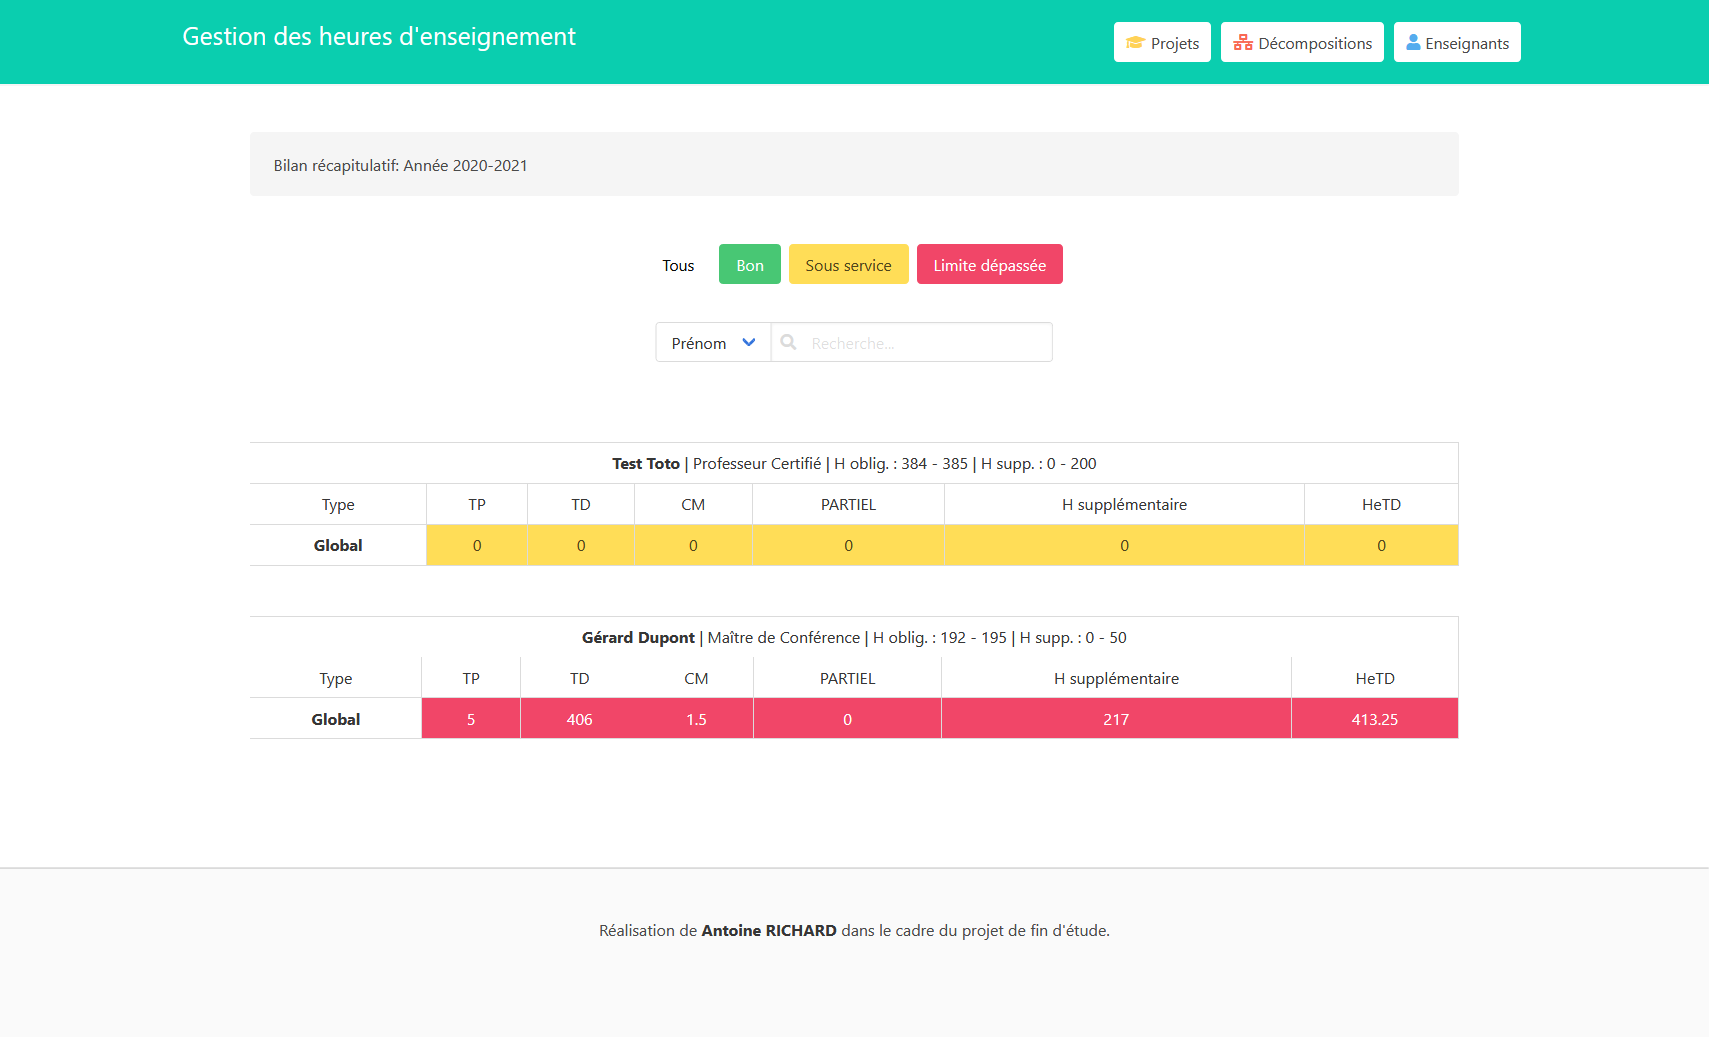 Gestion des heures d'enseignement
Projets
Décompositions
Enseignants
Bilan récapitulatif: Année 2020-2021
Tous
Bon
Sous service
Limite dépassée
Prénom
Recherche...
Test Toto | Professeur Certifié | H oblig. : 384 - 385 | H supp. : 0 - 200
Type TP TD CM PARTIEL H supplémentaire HeTD
Global 0 0 0 0 0 0
Gérard Dupont | Maître de Conférence | H oblig. : 192 - 195 | H supp. : 0 - 50
Type TP TD CM PARTIEL H supplémentaire HeTD
Global 5 406 1.5 0 217 413.25
Réalisation de Antoine RICHARD dans le cadre du projet de fin d'étude.